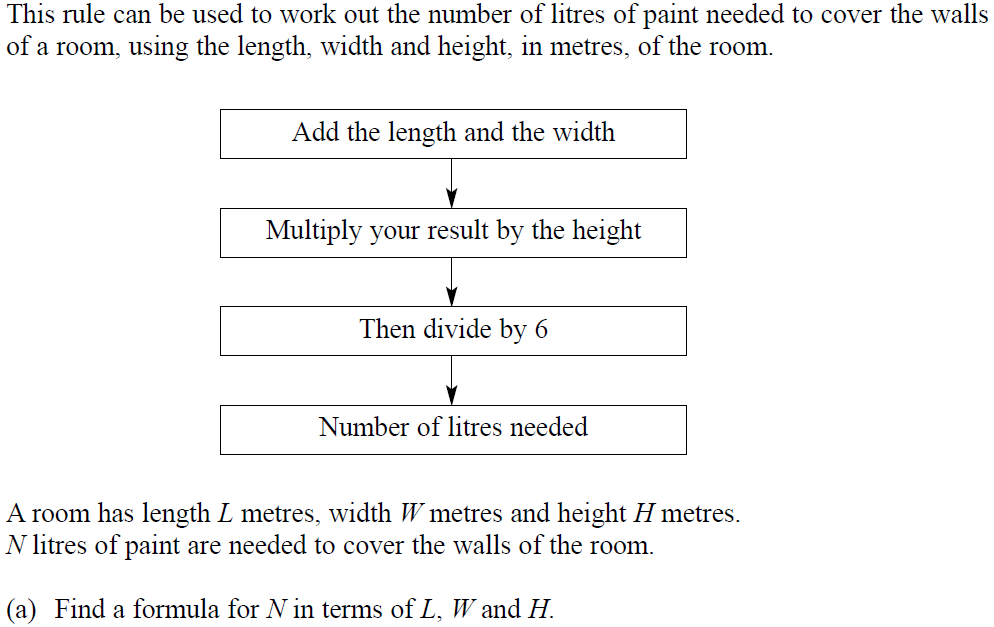 This rule can be used to work out the number of litres of paint needed to cover the walls
of a room, using the length, width and height, in metres, of the room.
Add the length and the width
Multiply your result by the height
Then divide by 6
Number of litres needed
A room has length L metres, width W metres and height H metres.
N litres of paint are needed to cover the walls of the room.
(a) Find a formula for N in terms of L, W and H.